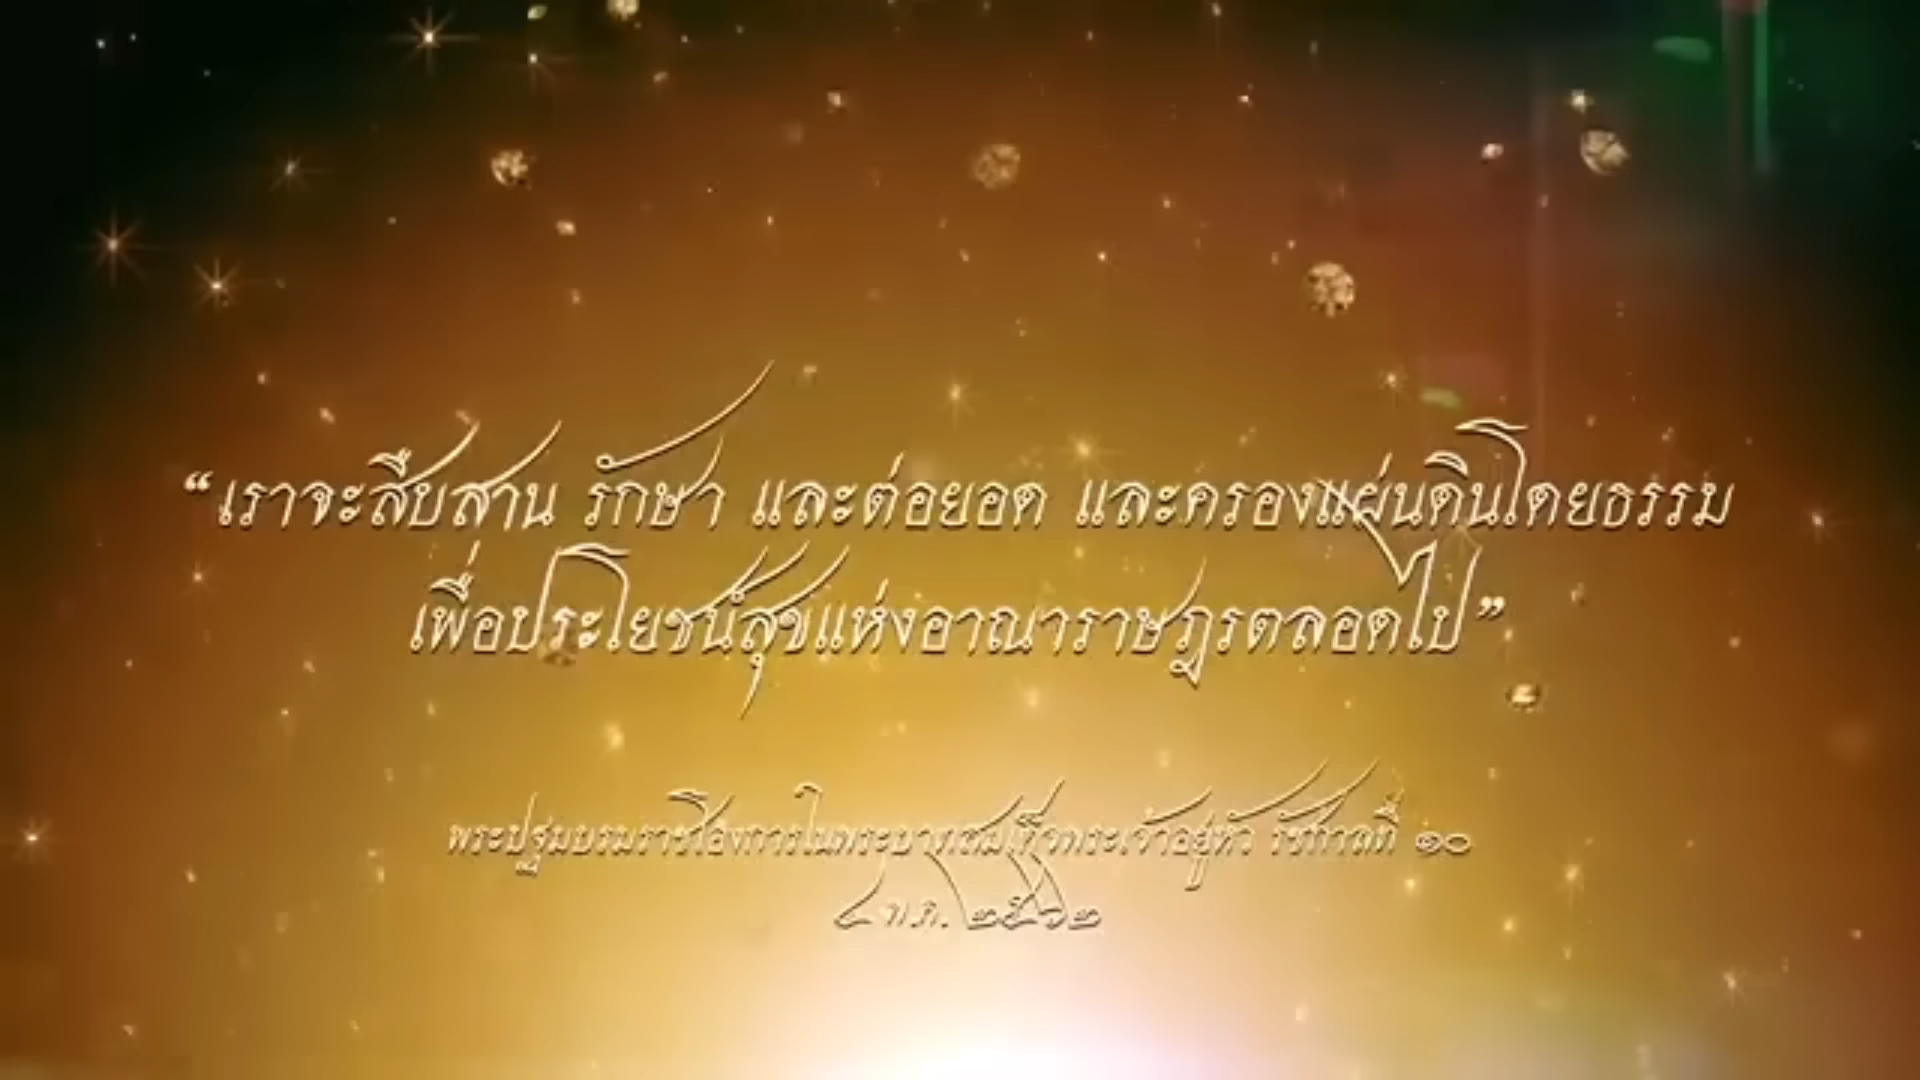 “เราจะสืบสาน รักษา และต่อยอด และครองแผ่นดินโดยธรรม
เพื่อประโยชน์สุขแห่งอาณาราษฎรตลอดไป”
พระปฐมบรมราชโองการในพระบาทสมเด็จพระเจ้าอยู่หัว รัชกาลที่ ๑๐
๔ พ.ค. ๒๕๖๒